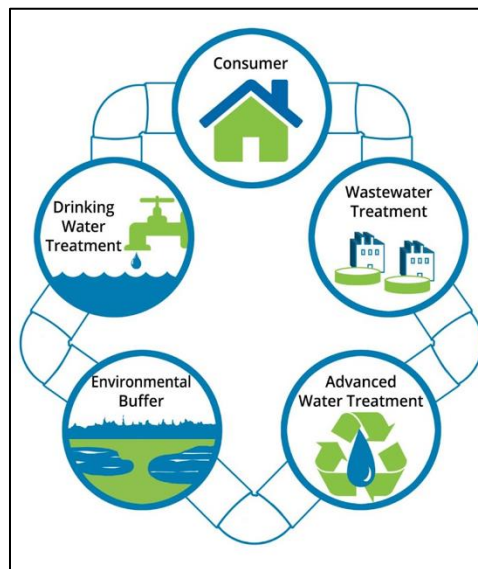 Consumer
Wastewater
Treatment
Advanced
Water Treatment
Environmental
Buffer
Drinking
Water
Treatment